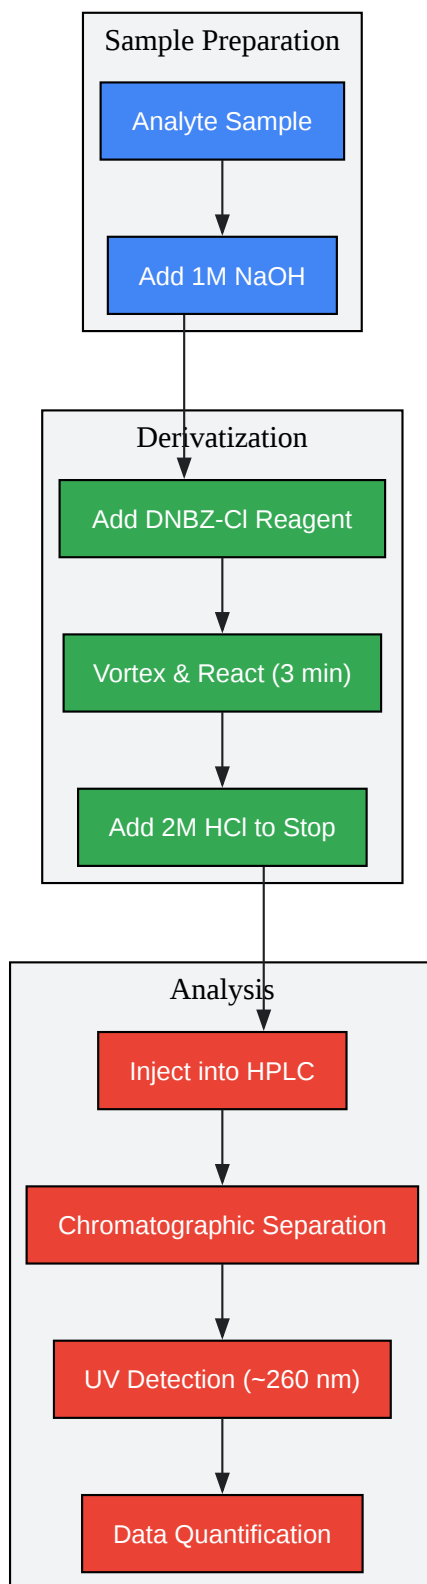 Sample Preparation
Analyte Sample
Add 1M NaOH
Derivatization
Add DNBZ-Cl Reagent
Vortex & React (3 min)
Add 2M HCl to Stop
Analysis
Inject into HPLC
Chromatographic Separation
UV Detection (~260 nm)
Data Quantification